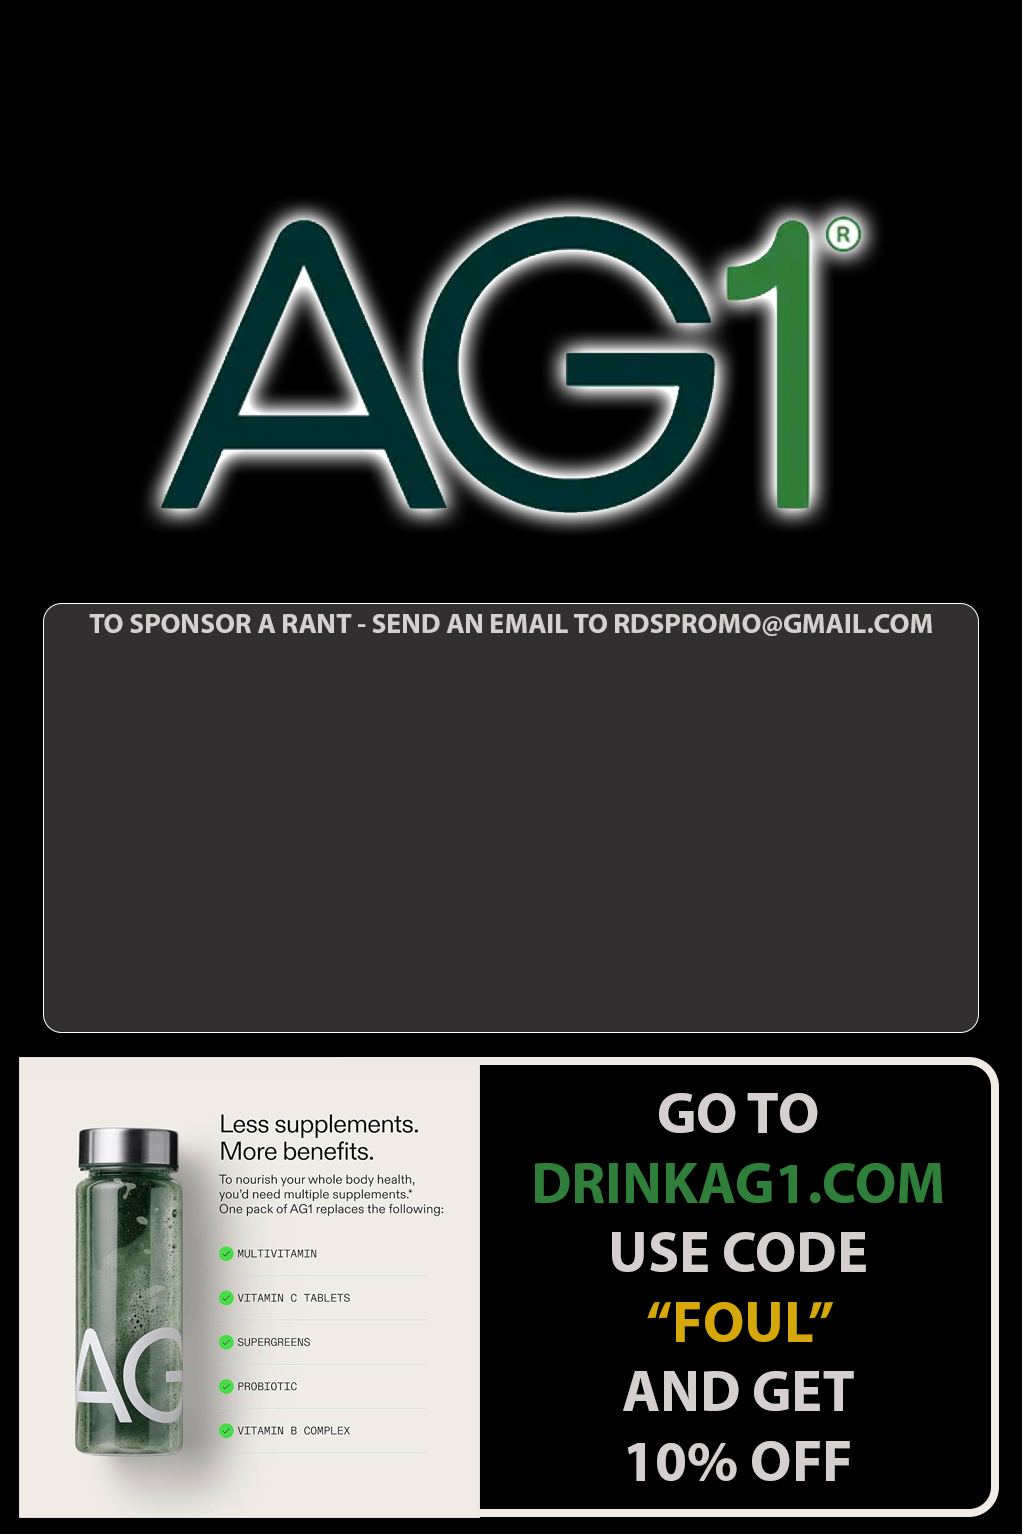 AG1®
TO SPONSOR A RANT - SEND AN EMAIL TO RDSPROMO@GMAIL.COM
Less supplements.
More benefits.
To nourish your whole body health,
you'd need multiple supplements.*
One pack of AG1 replaces the following:
MULTIVITAMIN
VITAMIN C TABLETS
SUPERGREENS
PROBIOTIC
VITAMIN B COMPLEX
AG
GO TO
DRINKAG1.COM
USE CODE
“FOUL”
AND GET
10% OFF